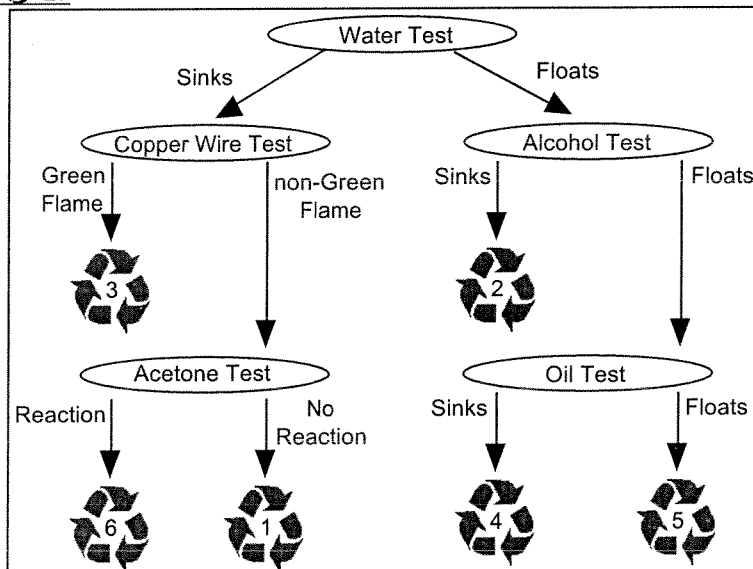 Water Test
Sinks
Floats
Copper Wire Test
Alcohol Test
Green
Flame
non-Green
Flame
Sinks
Floats
3
2
Acetone Test
Oil Test
Reaction
No
Reaction
Sinks
Floats
6
1
4
5